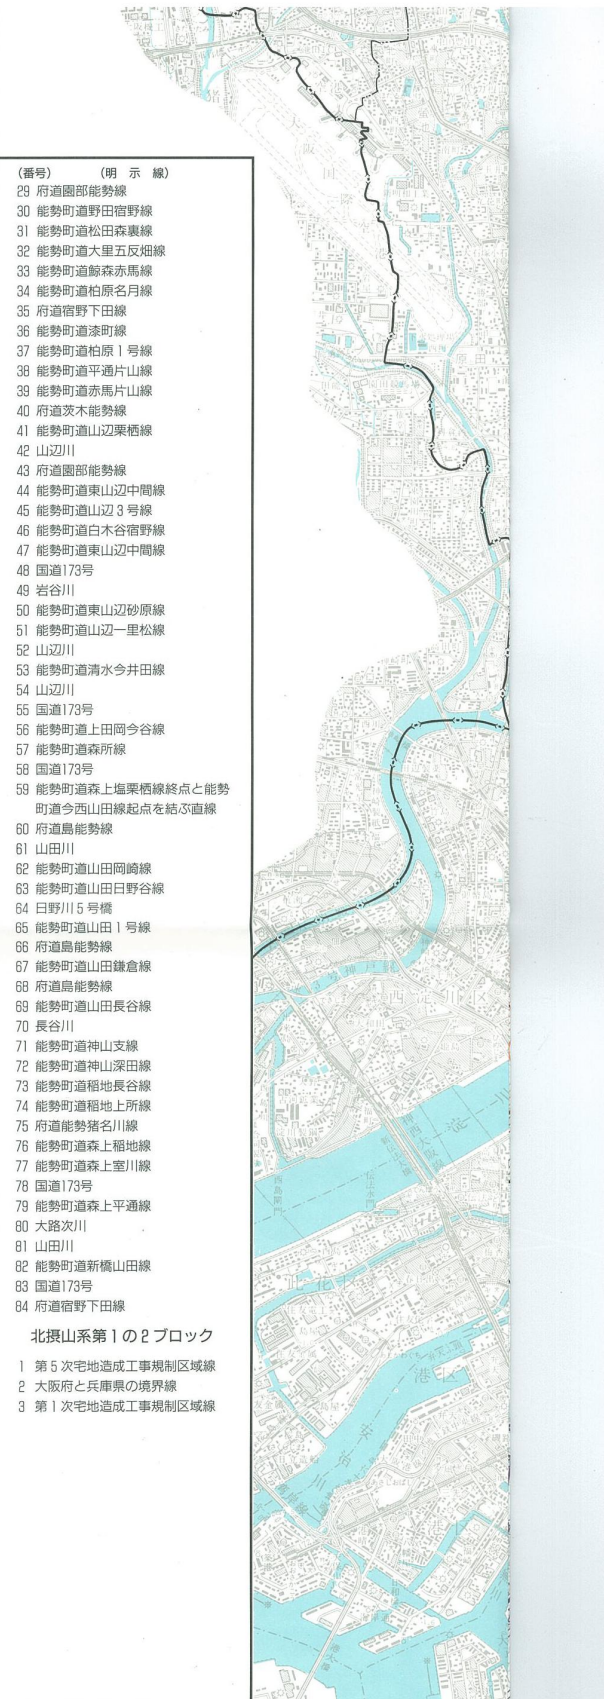 (番号) (明 示 線)
29 府道園部能勢線
30 能勢町道野田宿野線
31 能勢町道松田森裏線
32 能勢町道大里五反畑線
33 能勢町道鯨森赤馬線
34 能勢町道柏原名月線
35 府道宿野下田線
36 能勢町道漆町線
37 能勢町道柏原1号線
38 能勢町道平通片山線
39 能勢町道赤馬片山線
40 府道茨木能勢線
41 能勢町道山辺栗栖線
42 山辺川
43 府道園部能勢線
44 能勢町道東山辺中間線
45 能勢町道山辺3号線
46 能勢町道白木谷宿野線
47 能勢町道東山辺中間線
48 国道173号
49 岩谷川
50 能勢町道東山辺砂原線
51 能勢町道山辺一里松線
52 山辺川
53 能勢町道清水今井田線
54 山辺川
55 国道173号
56 能勢町道上田岡今谷線
57 能勢町道森所線
58 国道173号
59 能勢町道森上塩栗栖線終点と能勢
町道今西山田線起点を結ぶ直線
60 府道島能勢線
61 山田川
62 能勢町道山田岡崎線
63 能勢町道山田日野谷線
64 日野川5号橋
65 能勢町道山田1号線
66 府道島能勢線
67 能勢町道山田鎌倉線
68 府道島能勢線
69 能勢町道山田長谷線
70 長谷川
71 能勢町道神山支線
72 能勢町道神山深田線
73 能勢町道稲地長谷線
74 能勢町道稲地上所線
75 府道能勢猪名川線
76 能勢町道森上稲地線
77 能勢町道森上室川線
78 国道173号
79 能勢町道森上平通線
80 大路次川
81 山田川
82 能勢町道新橋山田線
83 国道173号
84 府道宿野下田線
北摂山系第1の2ブロック
1 第5次宅地造成工事規制区域線
2 大阪府と兵庫県の境界線
3 第1次宅地造成工事規制区域線
西淀川区
淀川
此花区
港区
安治川